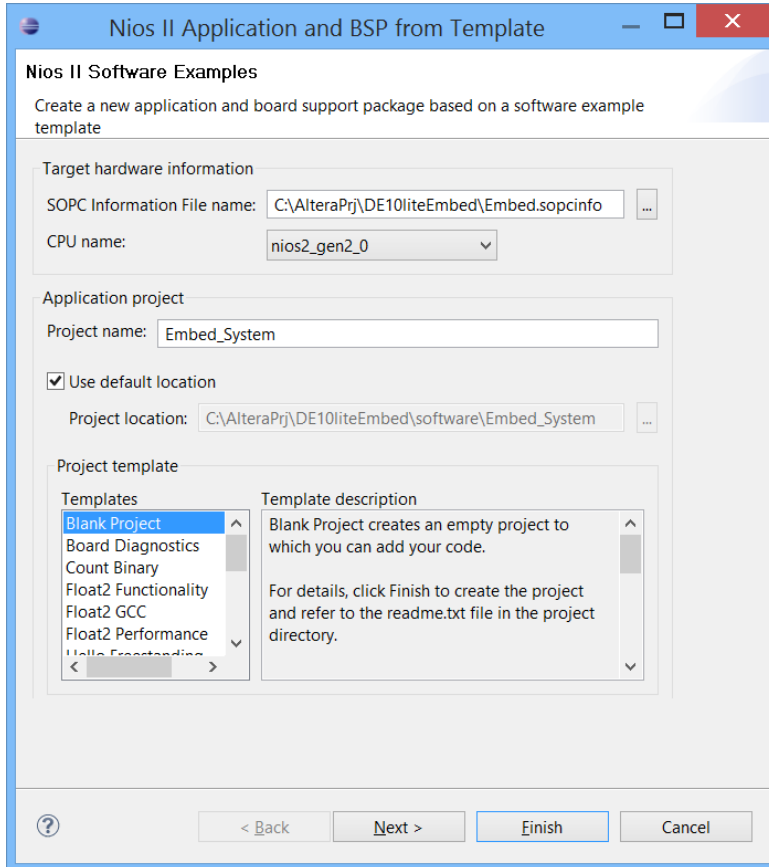 Nios II Application and BSP from Template
Nios II Software Examples
Create a new application and board support package based on a software example
template
Target hardware information
SOPC Information File name: C:\AlteraPrj\DE10liteEmbed\Embed.sopcinfo ...
CPU name: nios2_gen2_0
Application project
Project name: Embed_System
Use default location
Project location: C:\AlteraPrj\DE10liteEmbed\software\Embed_System ...
Project template
Templates
Blank Project
Board Diagnostics
Count Binary
Float2 Functionality
Float2 GCC
Float2 Performance
Hello Freestanding
Template description
Blank Project creates an empty project to
which you can add your code.
For details, click Finish to create the project
and refer to the readme.txt file in the project
directory.
? < Back Next > Finish Cancel